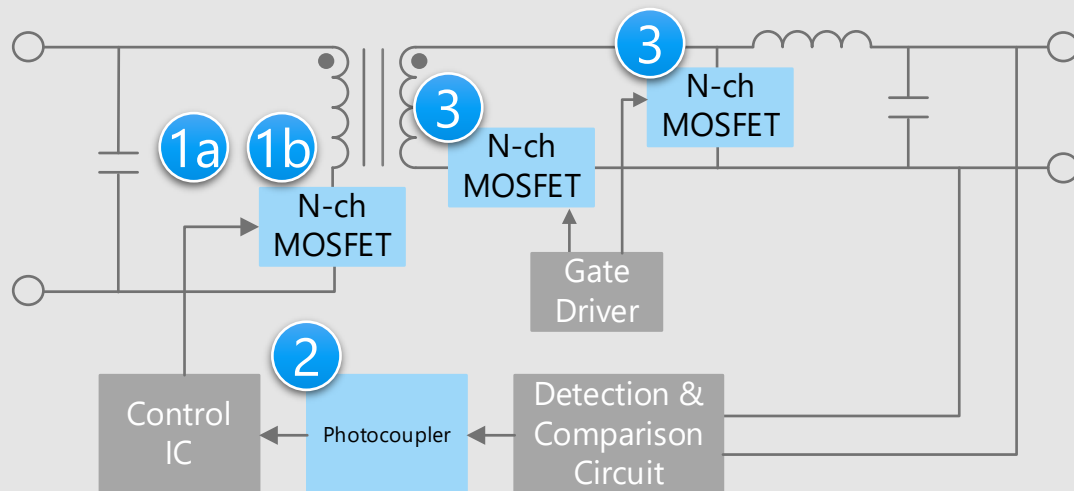 3
N-ch
MOSFET
3
N-ch
MOSFET
1a
1b
N-ch
MOSFET
Gate
Driver
2
Control
IC
Photocoupler
Detection &
Comparison
Circuit